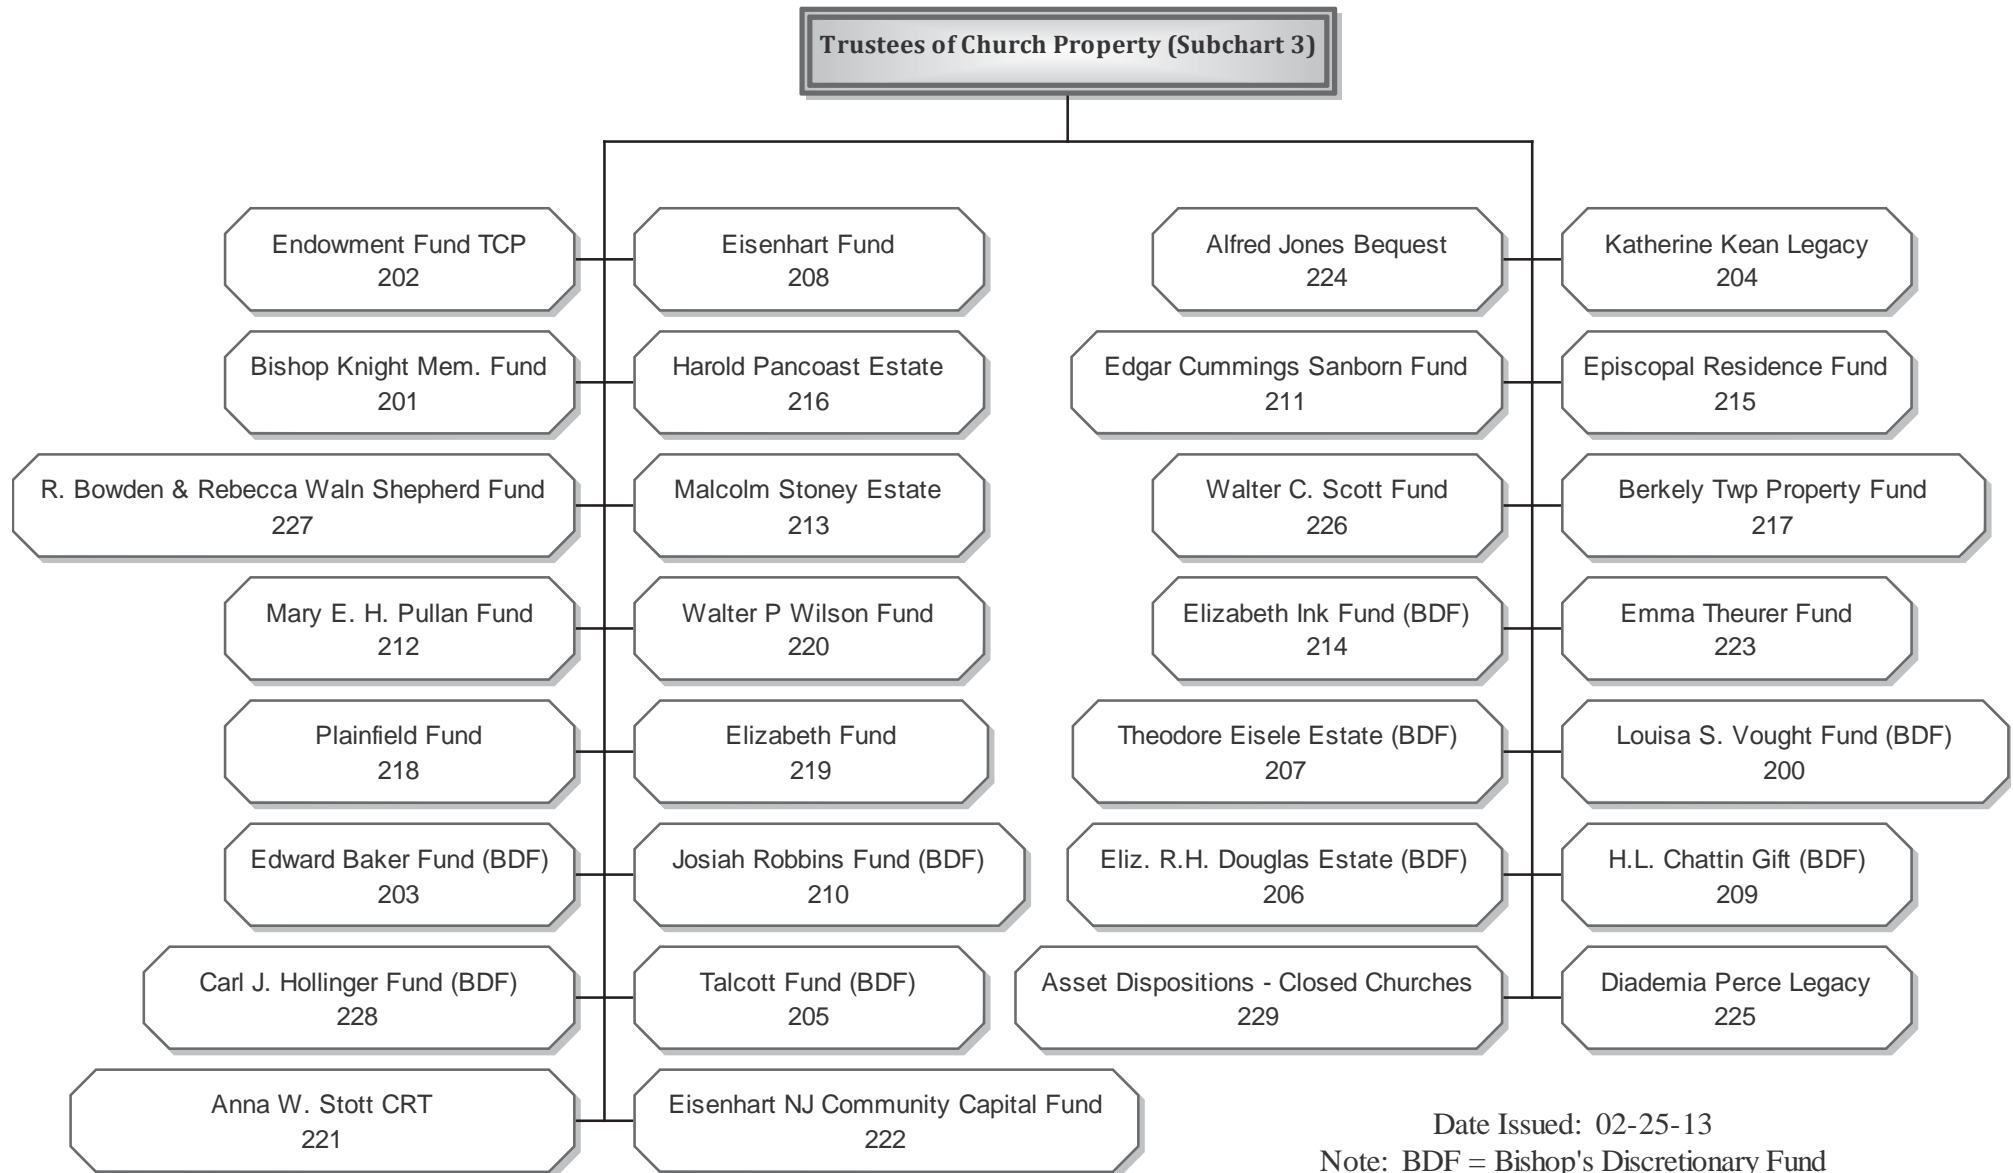 Trustees of Church Property (Subchart 3)
Endowment Fund TCP
202
Eisenhart Fund
208
Alfred Jones Bequest
224
Katherine Kean Legacy
204
Bishop Knight Mem. Fund
201
Harold Pancoast Estate
216
Edgar Cummings Sanborn Fund
211
Episcopal Residence Fund
215
R. Bowden & Rebecca Waln Shepherd Fund
227
Malcolm Stoney Estate
213
Walter C. Scott Fund
226
Berkely Twp Property Fund
217
Mary E. H. Pullan Fund
212
Walter P Wilson Fund
220
Elizabeth Ink Fund (BDF)
214
Emma Theurer Fund
223
Plainfield Fund
218
Elizabeth Fund
219
Theodore Eisele Estate (BDF)
207
Louisa S. Vought Fund (BDF)
200
Edward Baker Fund (BDF)
203
Josiah Robbins Fund (BDF)
210
Eliz. R.H. Douglas Estate (BDF)
206
H.L. Chattin Gift (BDF)
209
Carl J. Hollinger Fund (BDF)
228
Talcott Fund (BDF)
205
Asset Dispositions - Closed Churches
229
Diademia Perce Legacy
225
Anna W. Stott CRT
221
Eisenhart NJ Community Capital Fund
222
Date Issued: 02-25-13
Note: BDF = Bishop's Discretionary Fund